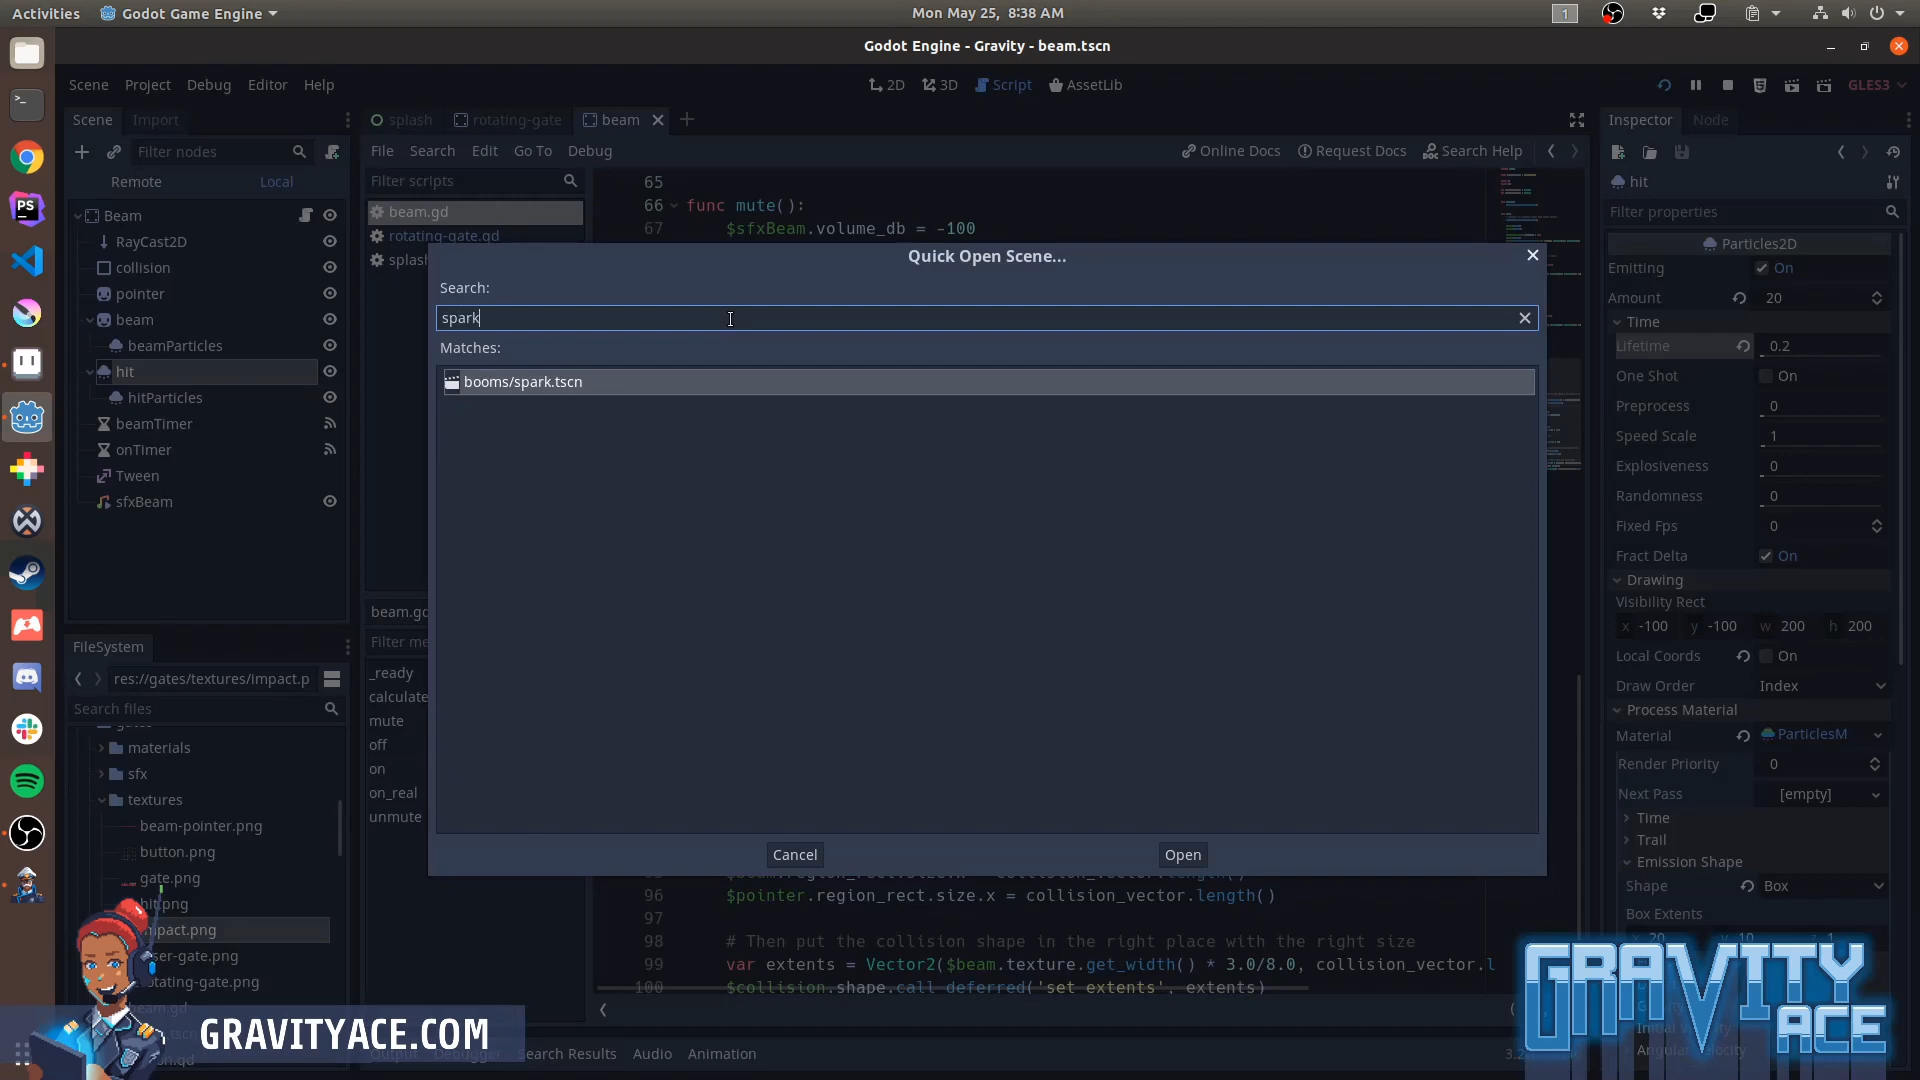 Activities
Godot Game Engine
Mon May 25, 8:38 AM
1
Godot Engine - Gravity - beam.tscn
Scene Project Debug Editor Help
2D 3D Script AssetLib
GLES3
Scene Import
splash rotating-gate beam
Inspector Node
Filter nodes
File Search Edit Go To Debug
Online Docs Request Docs Search Help
Remote Local
Filter scripts
65
hit
Beam
beam.gd
66 func mute():
Filter properties
RayCast2D
rotating-gate.gd
67 $sfxBeam.volume_db = -100
Particles2D
collision
splash
Quick Open Scene...
Emitting On
pointer
Search:
Amount 20
beam
spark
Time
beamParticles
Matches:
Lifetime 0.2
hit
booms/spark.tscn
One Shot On
hitParticles
Preprocess 0
beamTimer
Speed Scale 1
onTimer
Explosiveness 0
Tween
Randomness 0
sfxBeam
Fixed Fps 0
Fract Delta On
Drawing
Visibility Rect
beam.gd
x -100 y -100 w 200 h 200
FileSystem
Local Coords On
res://gates/textures/impact.p
_ready
Draw Order Index
Search files
calculate
Process Material
materials
mute
Material ParticlesM
sfx
off
Render Priority 0
textures
on
Next Pass [empty]
beam-pointer.png
on_real
Time
button.png
unmute
Trail
gate.png
Cancel Open
Emission Shape
hit.png
96 $pointer.region_rect.size.x = collision_vector.length()
Shape Box
97
Box Extents
98 # Then put the collision shape in the right place with the right size
99 var extents = Vector2($beam.texture.get_width() * 3.0/8.0, collision_vector.l
rotating-gate.png
100 $collision.shape.call_deferred('set_extents', extents)
GRAVITYACE.COM
GRAVITY
ACE
Output Debugger Search Results Audio Animation